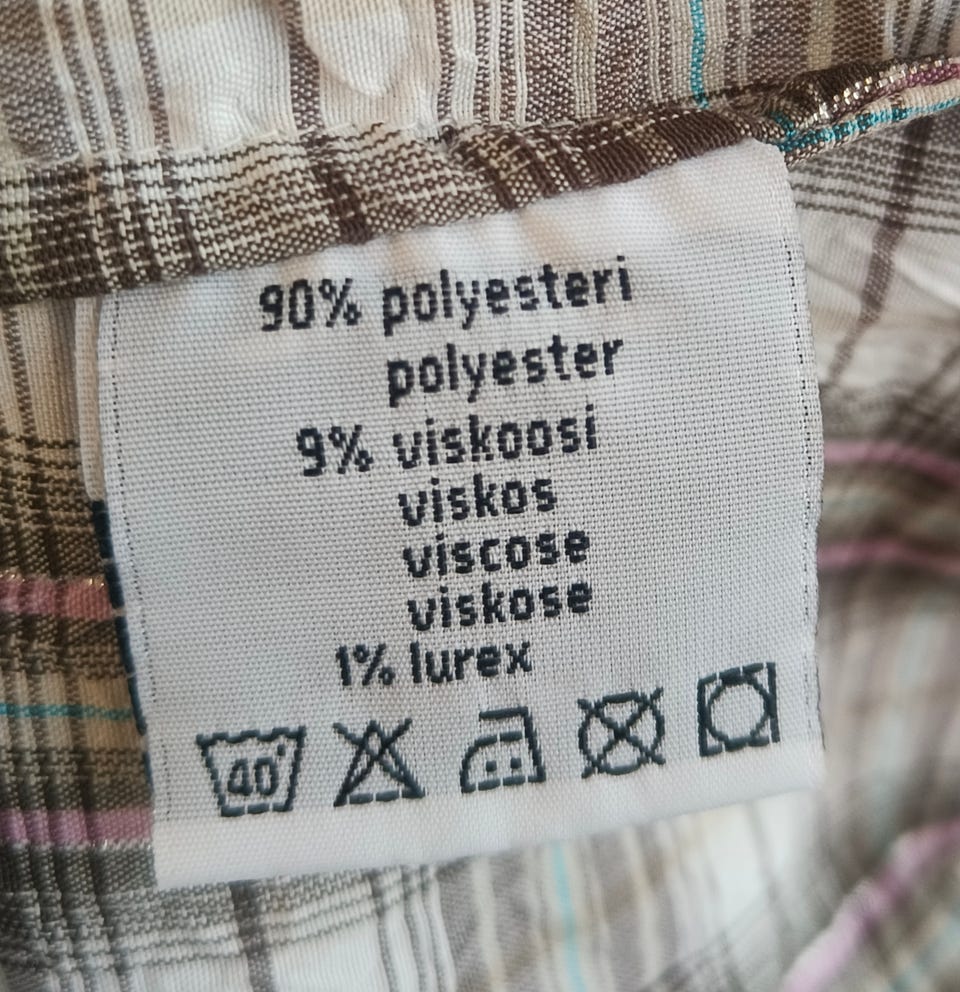 90% polyesteri
polyester
9% viskoosi
viskos
viscose
viskose
1% lurex
40°